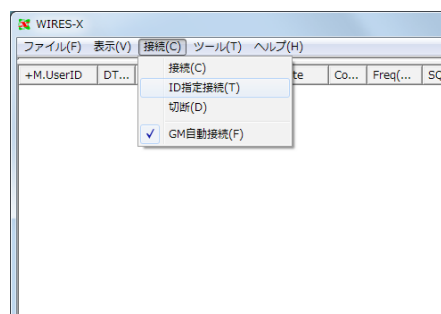 WIRES-X
ファイル(F) 表示(V) 接続(C) ツール(T) ヘルプ(H)
+M.UserID DT... te Co... Freq(... SQ
接続(C)
ID指定接続(T)
切断(D)
GM自動接続(F)